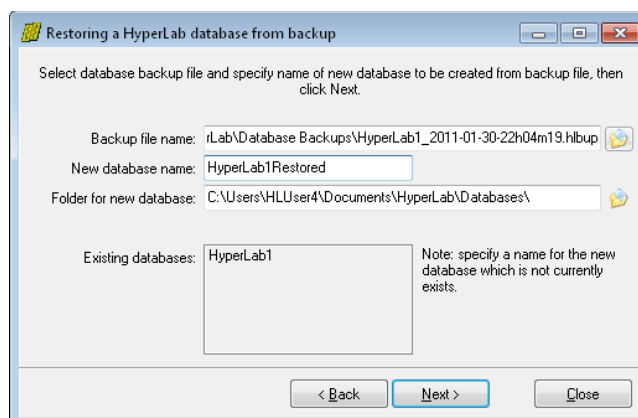 Restoring a HyperLab database from backup
Select database backup file and specify name of new database to be created from backup file, then
click Next.
Backup file name: rLab\Database Backups\HyperLab1_2011-01-30-22h04m19.hlbup
New database name: HyperLab1Restored
Folder for new database: C:\Users\HLUser4\Documents\HyperLab\Databases\
Existing databases: HyperLab1
Note: specify a name for the new
database which is not currently
exists.
< Back Next > Close